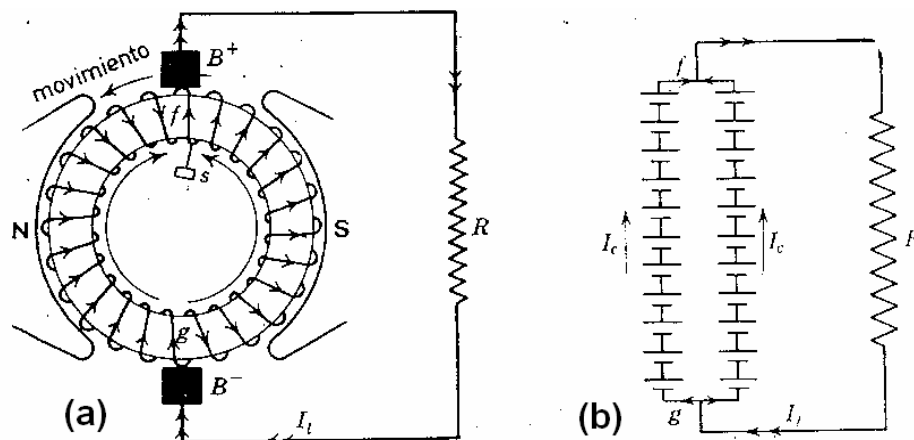 B⁺
movimiento
f
s
N
S
R
g
B⁻
(a)
I_l
f
I_c
I_c
R
g
I_l
(b)